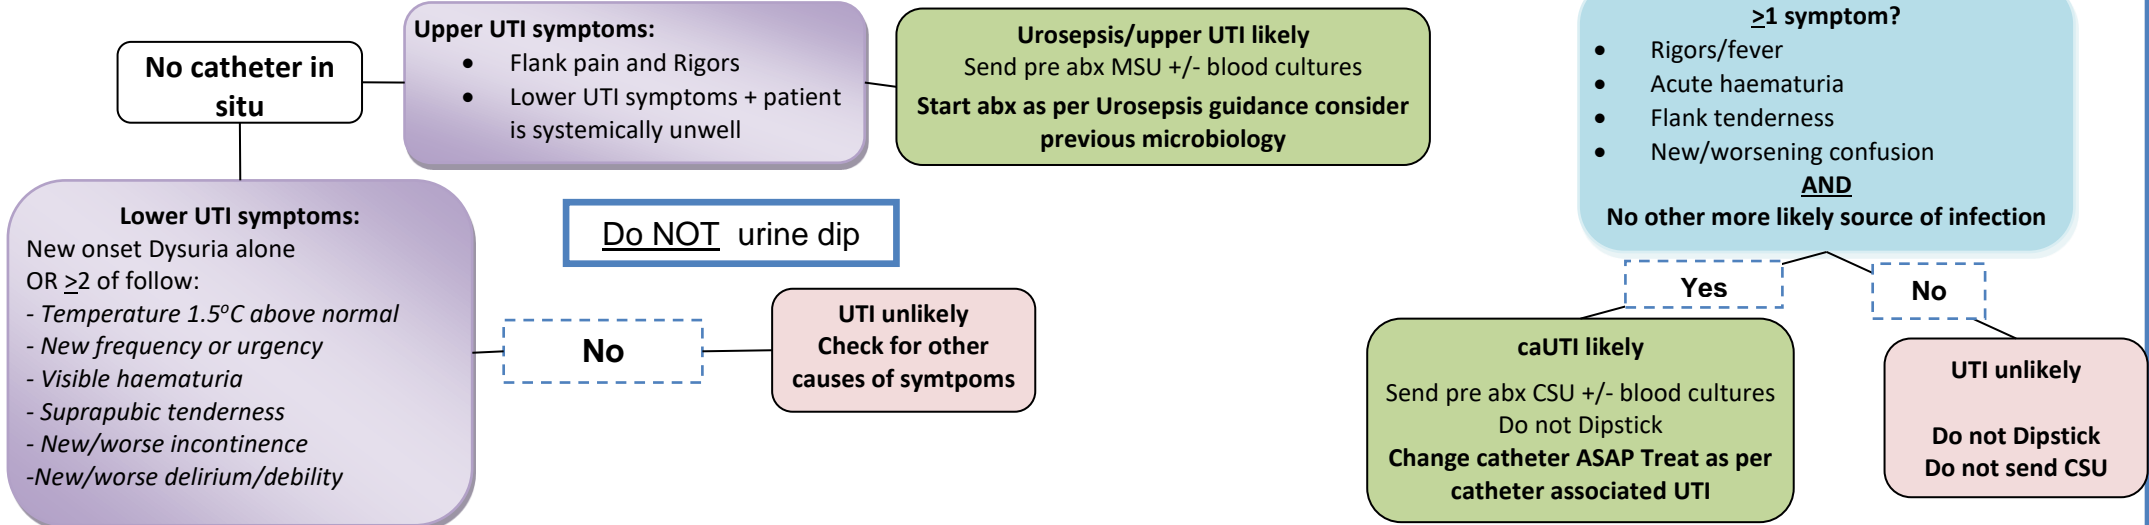 No catheter in
situ
Upper UTI symptoms:
• Flank pain and Rigors
• Lower UTI symptoms + patient
is systemically unwell
Urosepsis/upper UTI likely
Send pre abx MSU +/- blood cultures
Start abx as per Urosepsis guidance consider
previous microbiology
Lower UTI symptoms:
New onset Dysuria alone
OR >2 of follow:
- Temperature 1.5⁰C above normal
- New frequency or urgency
- Visible haematuria
- Suprapubic tenderness
- New/worse incontinence
-New/worse delirium/debility
Do NOT urine dip
No
UTI unlikely
Check for other
causes of symtpoms
>1 symptom?
• Rigors/fever
• Acute haematuria
• Flank tenderness
• New/worsening confusion
AND
No other more likely source of infection
Yes
No
caUTI likely
Send pre abx CSU +/- blood cultures
Do not Dipstick
Change catheter ASAP Treat as per
catheter associated UTI
UTI unlikely
Do not Dipstick
Do not send CSU